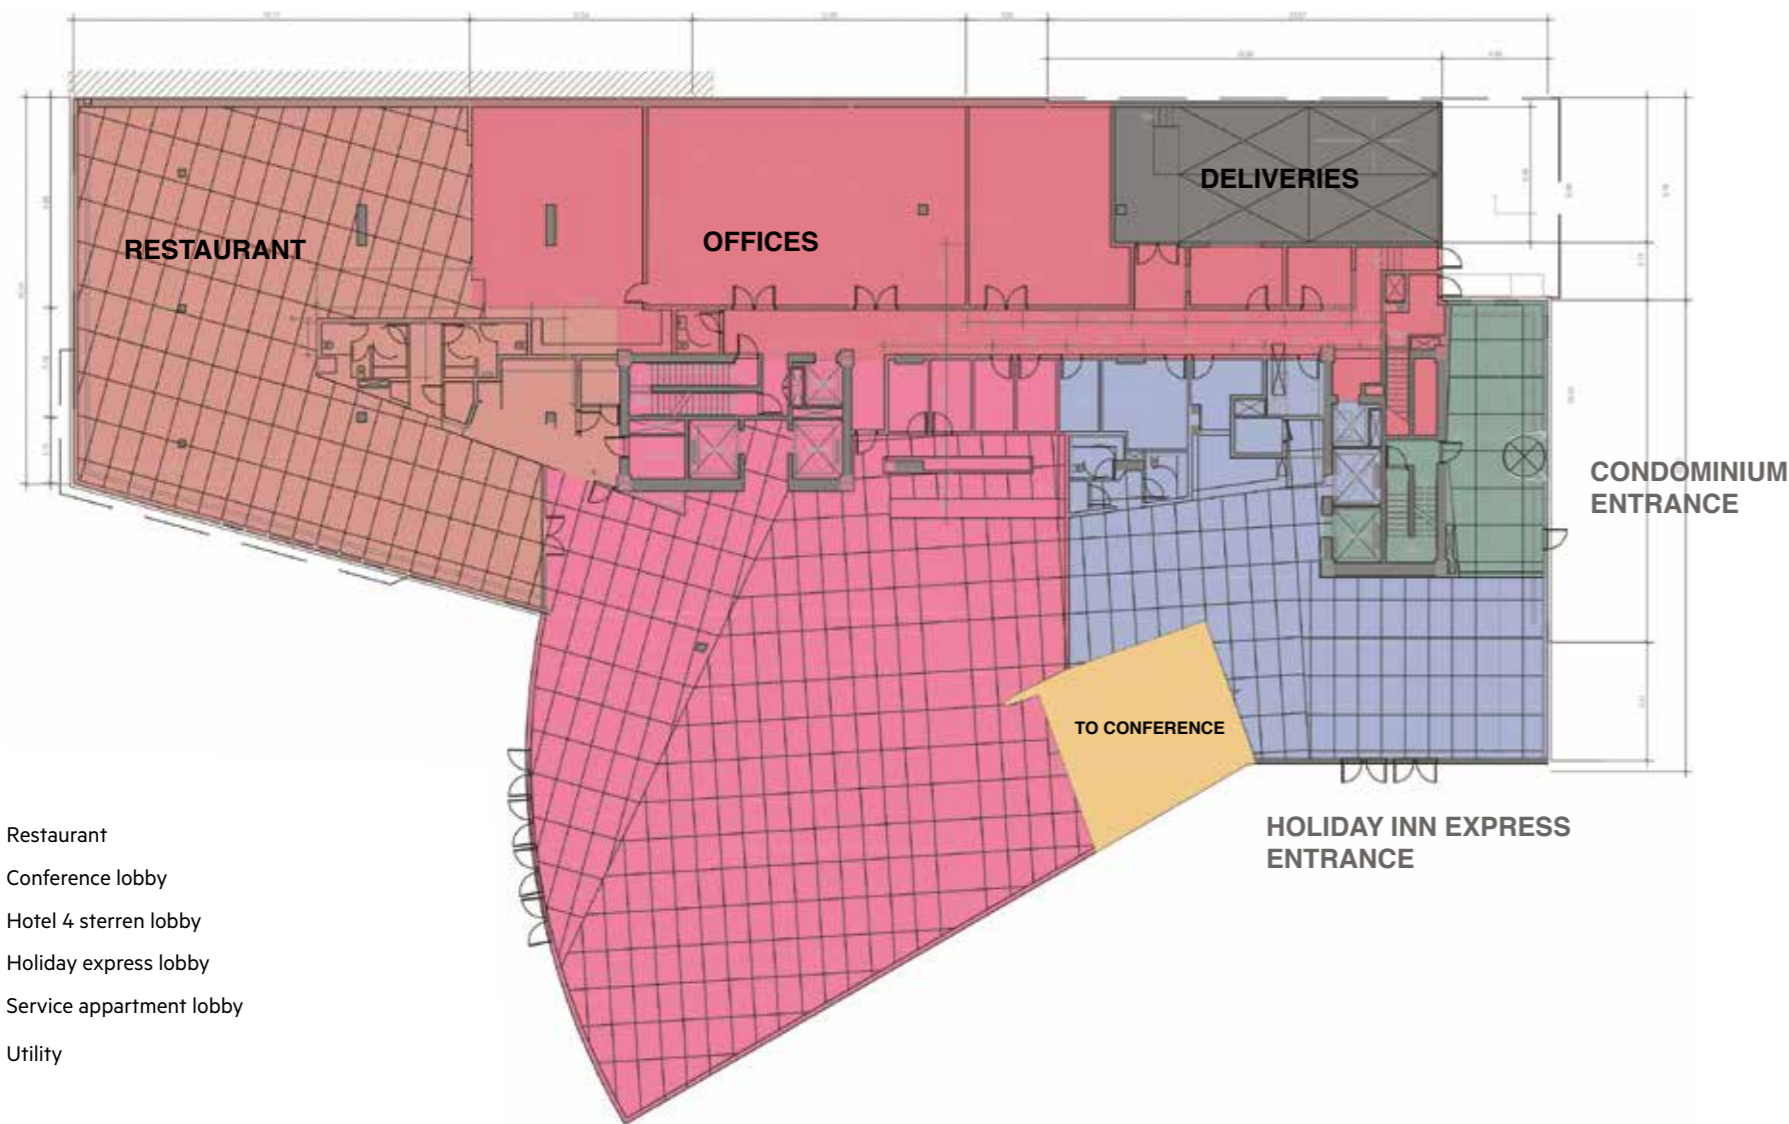 DELIVERIES
RESTAURANT
OFFICES
CONDOMINIUM
ENTRANCE
TO CONFERENCE
HOLIDAY INN EXPRESS
ENTRANCE
Restaurant
Conference lobby
Hotel 4 sterren lobby
Holiday express lobby
Service appartment lobby
Utility